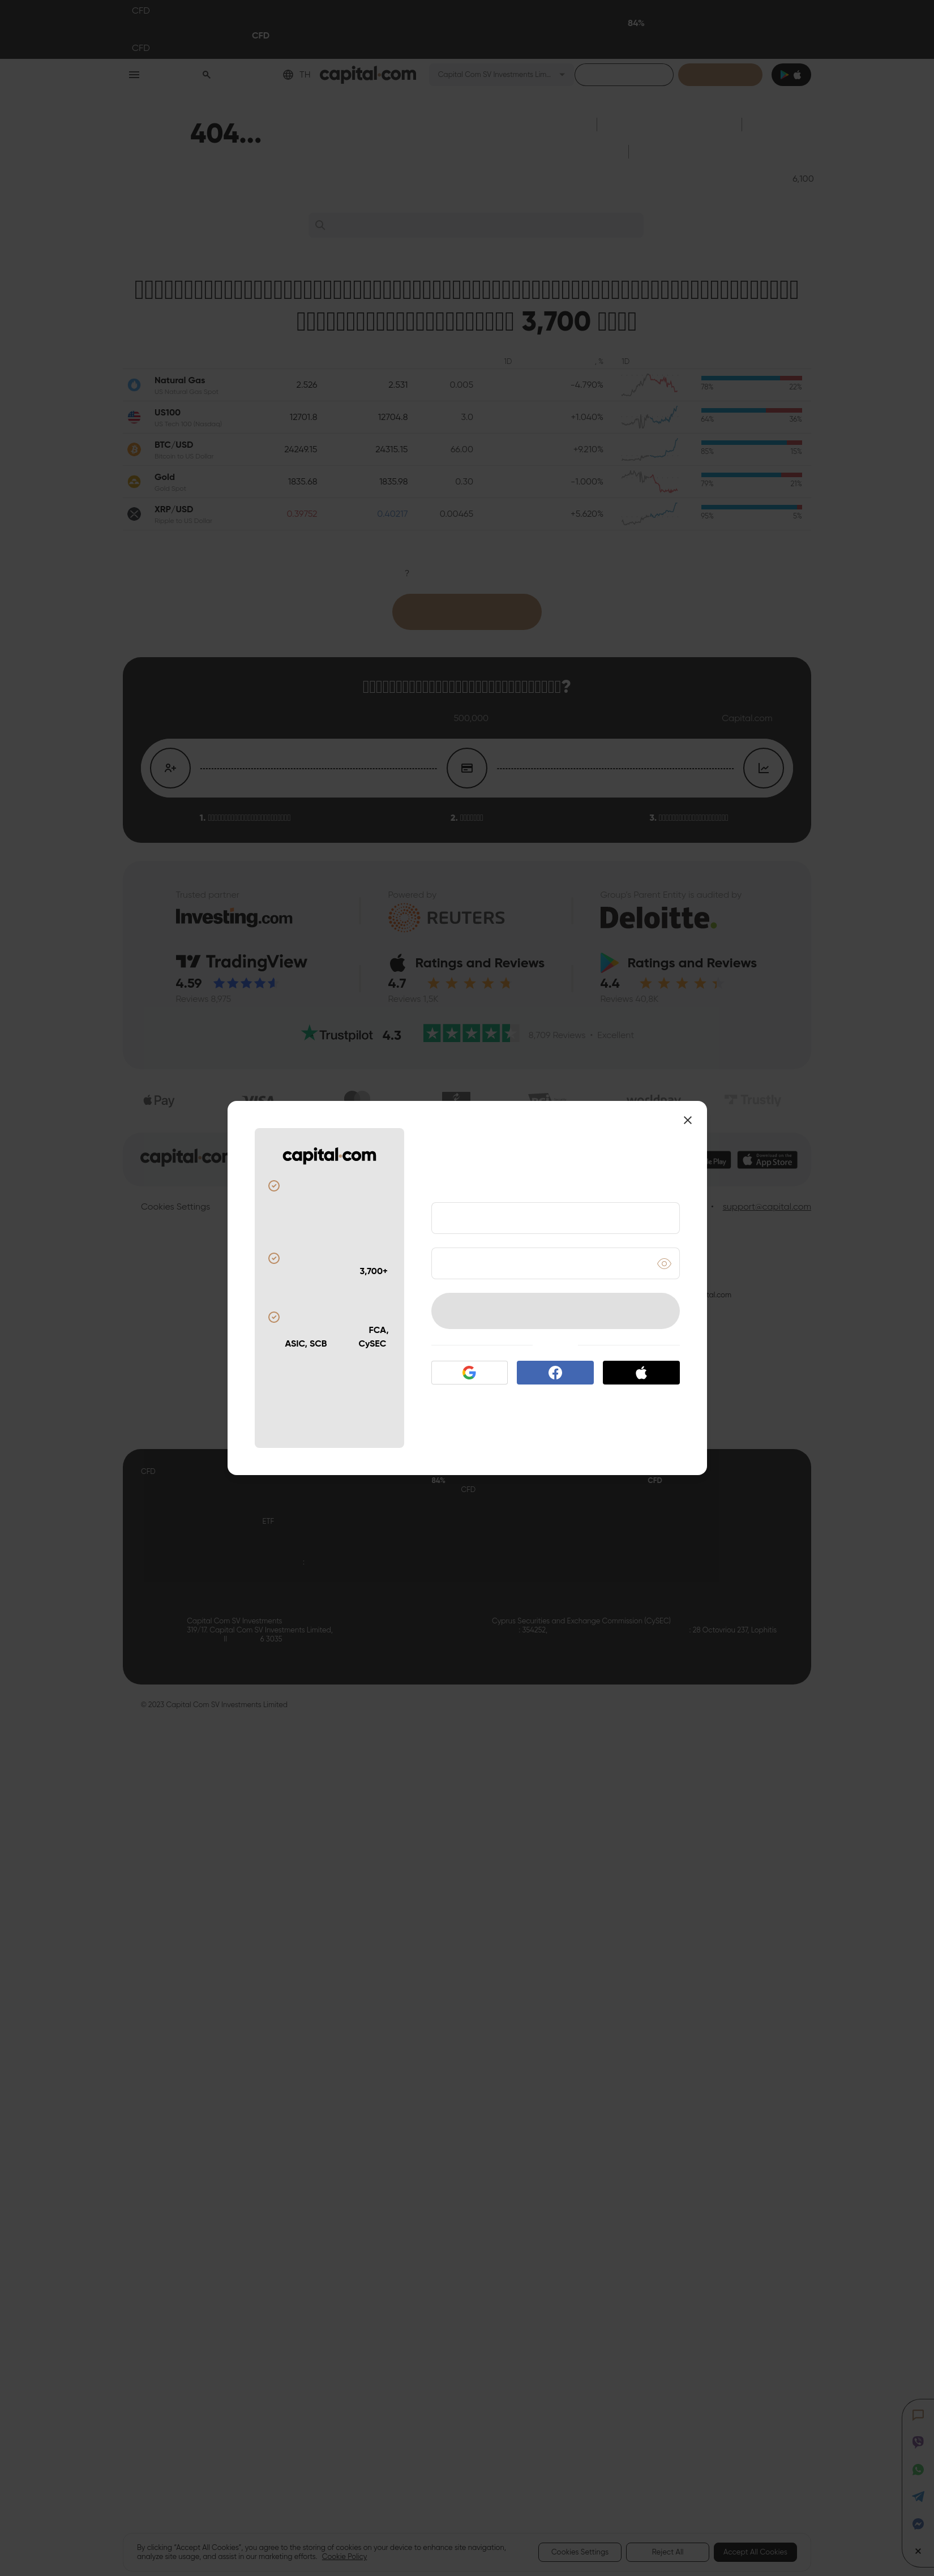 CFD
84%
CFD
CFD
TH
capital.com
Capital Com SV Investments Lim...
404...
6,100
3,700
1D
, %
1D
Natural Gas
US Natural Gas Spot
2.526
2.531
0.005
-4.790%
78%
22%
US100
US Tech 100 (Nasdaq)
12701.8
12704.8
3.0
+1.040%
64%
36%
BTC/USD
Bitcoin to US Dollar
24249.15
24315.15
66.00
+9.210%
85%
15%
Gold
Gold Spot
1835.68
1835.98
0.30
-1.000%
79%
21%
XRP/USD
Ripple to US Dollar
0.39752
0.40217
0.00465
+5.620%
95%
5%
?
?
500,000
Capital.com
1.
2.
3.
Trusted partner
Investing.com
Powered by
REUTERS
Group's Parent Entity is audited by
Deloitte.
TradingView
4.59
Reviews 8,975
Ratings and Reviews
4.7
Reviews 1,5K
Ratings and Reviews
4.4
Reviews 40,8K
Trustpilot 4.3
8,709 Reviews • Excellent
Pay
VISA
worldpay
Trustly
Download on the
App Store
Cookies Settings
support@capital.com
capital.com
3,700+
FCA,
ASIC, SCB
CySEC
CFD
84%
CFD
CFD
ETF
Capital Com SV Investments
Cyprus Securities and Exchange Commission (CySEC)
319/17. Capital Com SV Investments Limited,
354252,
28 Octovriou 237, Lophitis
6 3035
© 2023 Capital Com SV Investments Limited
By clicking "Accept All Cookies", you agree to the storing of cookies on your device to enhance site navigation,
analyze site usage, and assist in our marketing efforts. Cookie Policy
Cookies Settings
Reject All
Accept All Cookies